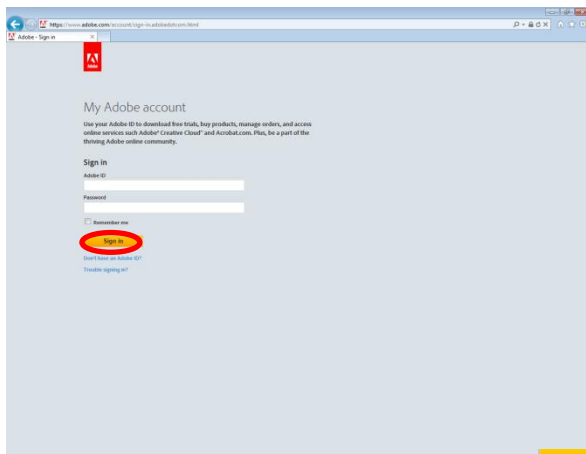 https://www.adobe.com/account/sign-in.adobedotcom.html
Adobe - Sign in
Adobe
My Adobe account
Use your Adobe ID to download free trials, buy products, manage orders, and access
online services such Adobe® Creative Cloud™ and Acrobat.com. Plus, be a part of the
thriving Adobe online community.
Sign in
Adobe ID
Password
Remember me
Sign in
Don't have an Adobe ID?
Trouble signing in?